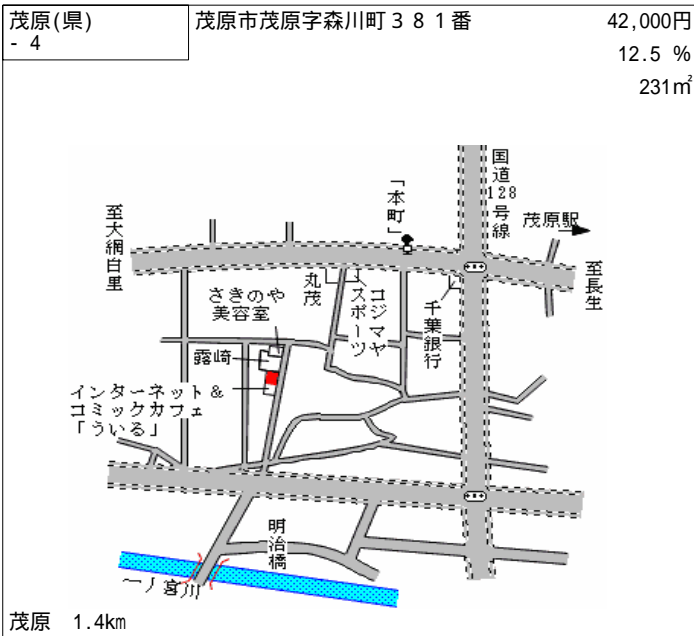 茂原(県)
- 4
茂原市茂原字森川町３８１番
42,000円
12.5 %
231㎡
国道128号線
「本町」
茂原駅
至大網白里
至長生
丸茂
コジマヤ
スポーツ
千葉銀行
さきのや
美容室
露崎
インターネット＆
コミックカフェ
「ういる」
明治橋
一ノ宮川
茂原 1.4km